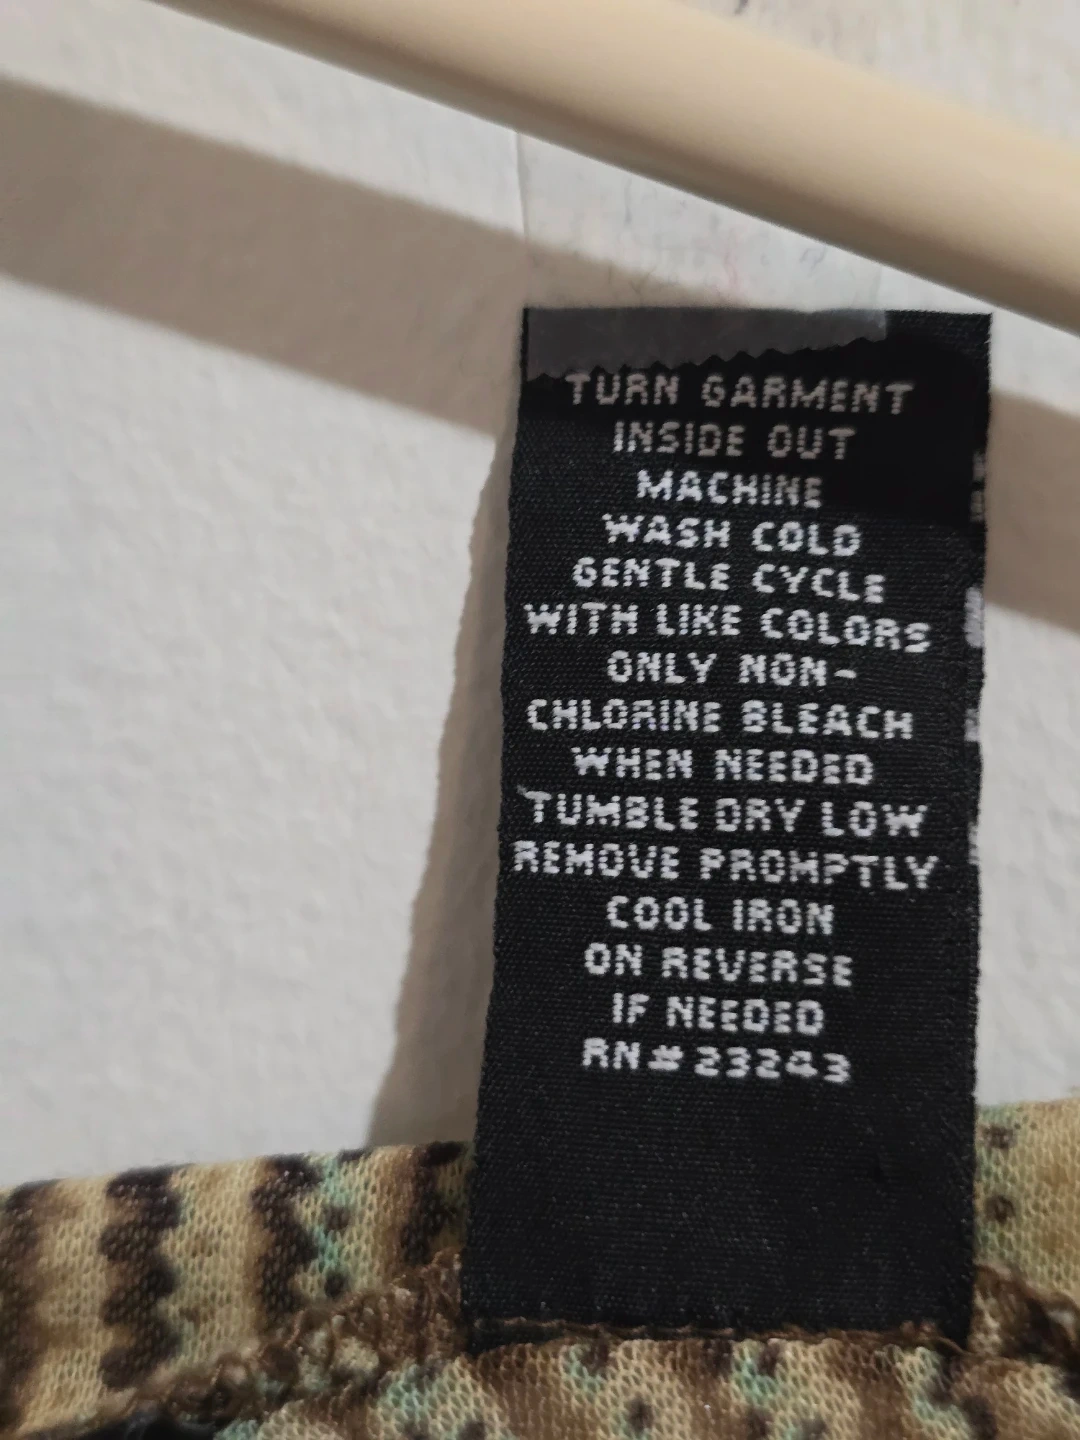 TURN GARMENT
INSIDE OUT
MACHINE
WASH COLD
GENTLE CYCLE
WITH LIKE COLORS
ONLY NON-
CHLORINE BLEACH
WHEN NEEDED
TUMBLE DRY LOW
REMOVE PROMPTLY
COOL IRON
ON REVERSE
IF NEEDED
RN# 23243